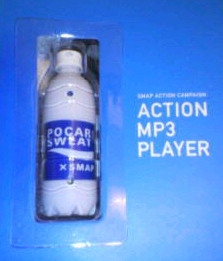 SMAP ACTION CAMPAIGN
ACTION
MP3
PLAYER
POCARI
SWEAT
×SMAP